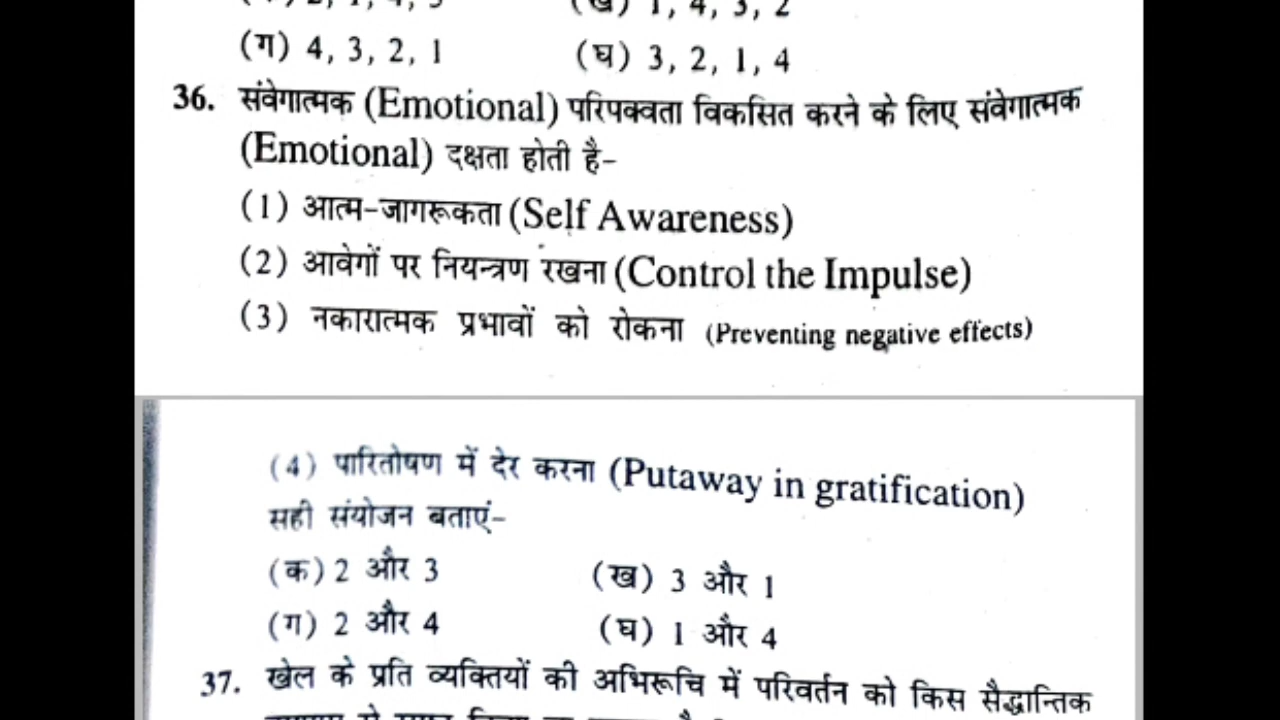 (ग) 4, 3, 2, 1 (घ) 3, 2, 1, 4
36. संवेगात्मक (Emotional) परिपक्वता विकसित करने के लिए संवेगात्मक
(Emotional) दक्षता होती है-
(1) आत्म-जागरूकता (Self Awareness)
(2) आवेगों पर नियन्त्रण रखना (Control the Impulse)
(3) नकारात्मक प्रभावों को रोकना (Preventing negative effects)
(4) पारितोषण में देर करना (Putaway in gratification)
सही संयोजन बताएं-
(क) 2 और 3 (ख) 3 और 1
(ग) 2 और 4 (घ) 1 और 4
37. खेल के प्रति व्यक्तियों की अभिरूचि में परिवर्तन को किस सैद्धान्तिक